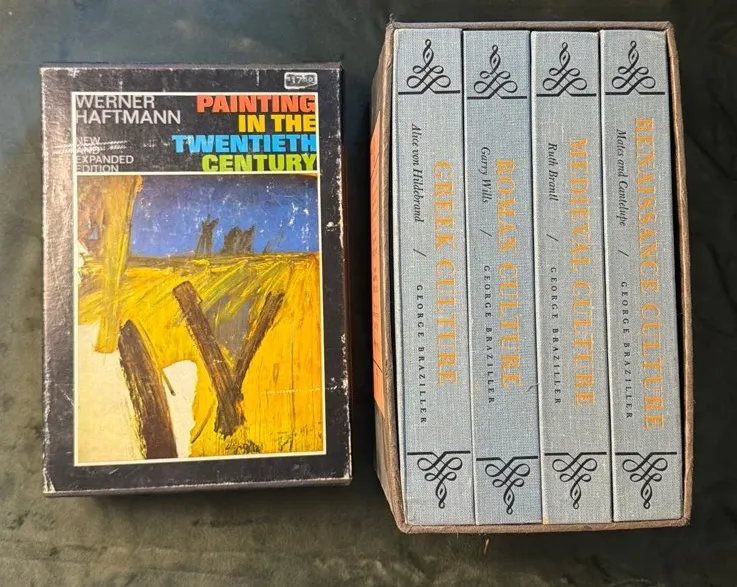 WERNER
HAFTMANN
NEW
AND
EXPANDED
EDITION
PAINTING
IN THE
TWENTIETH
CENTURY
Alice von Hildebrand / GREEK CULTURE GEORGE BRAZILLER
Garry Wills / ROMAN CULTURE GEORGE BRAZILLER
Ruth Brantl / MEDIEVAL CULTURE GEORGE BRAZILLER
Mates and Cantelupe / RENAISSANCE CULTURE GEORGE BRAZILLER